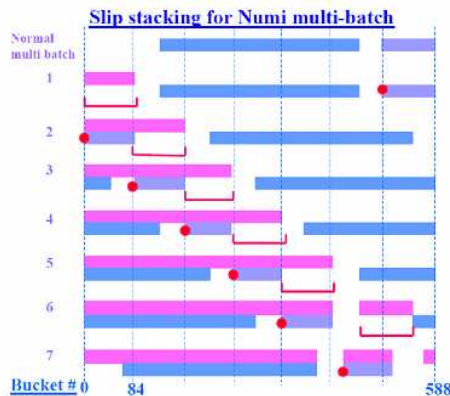 Slip stacking for Numi multi-batch
Normal
multi batch
1
2
3
4
5
6
7
Bucket # 0 84 588